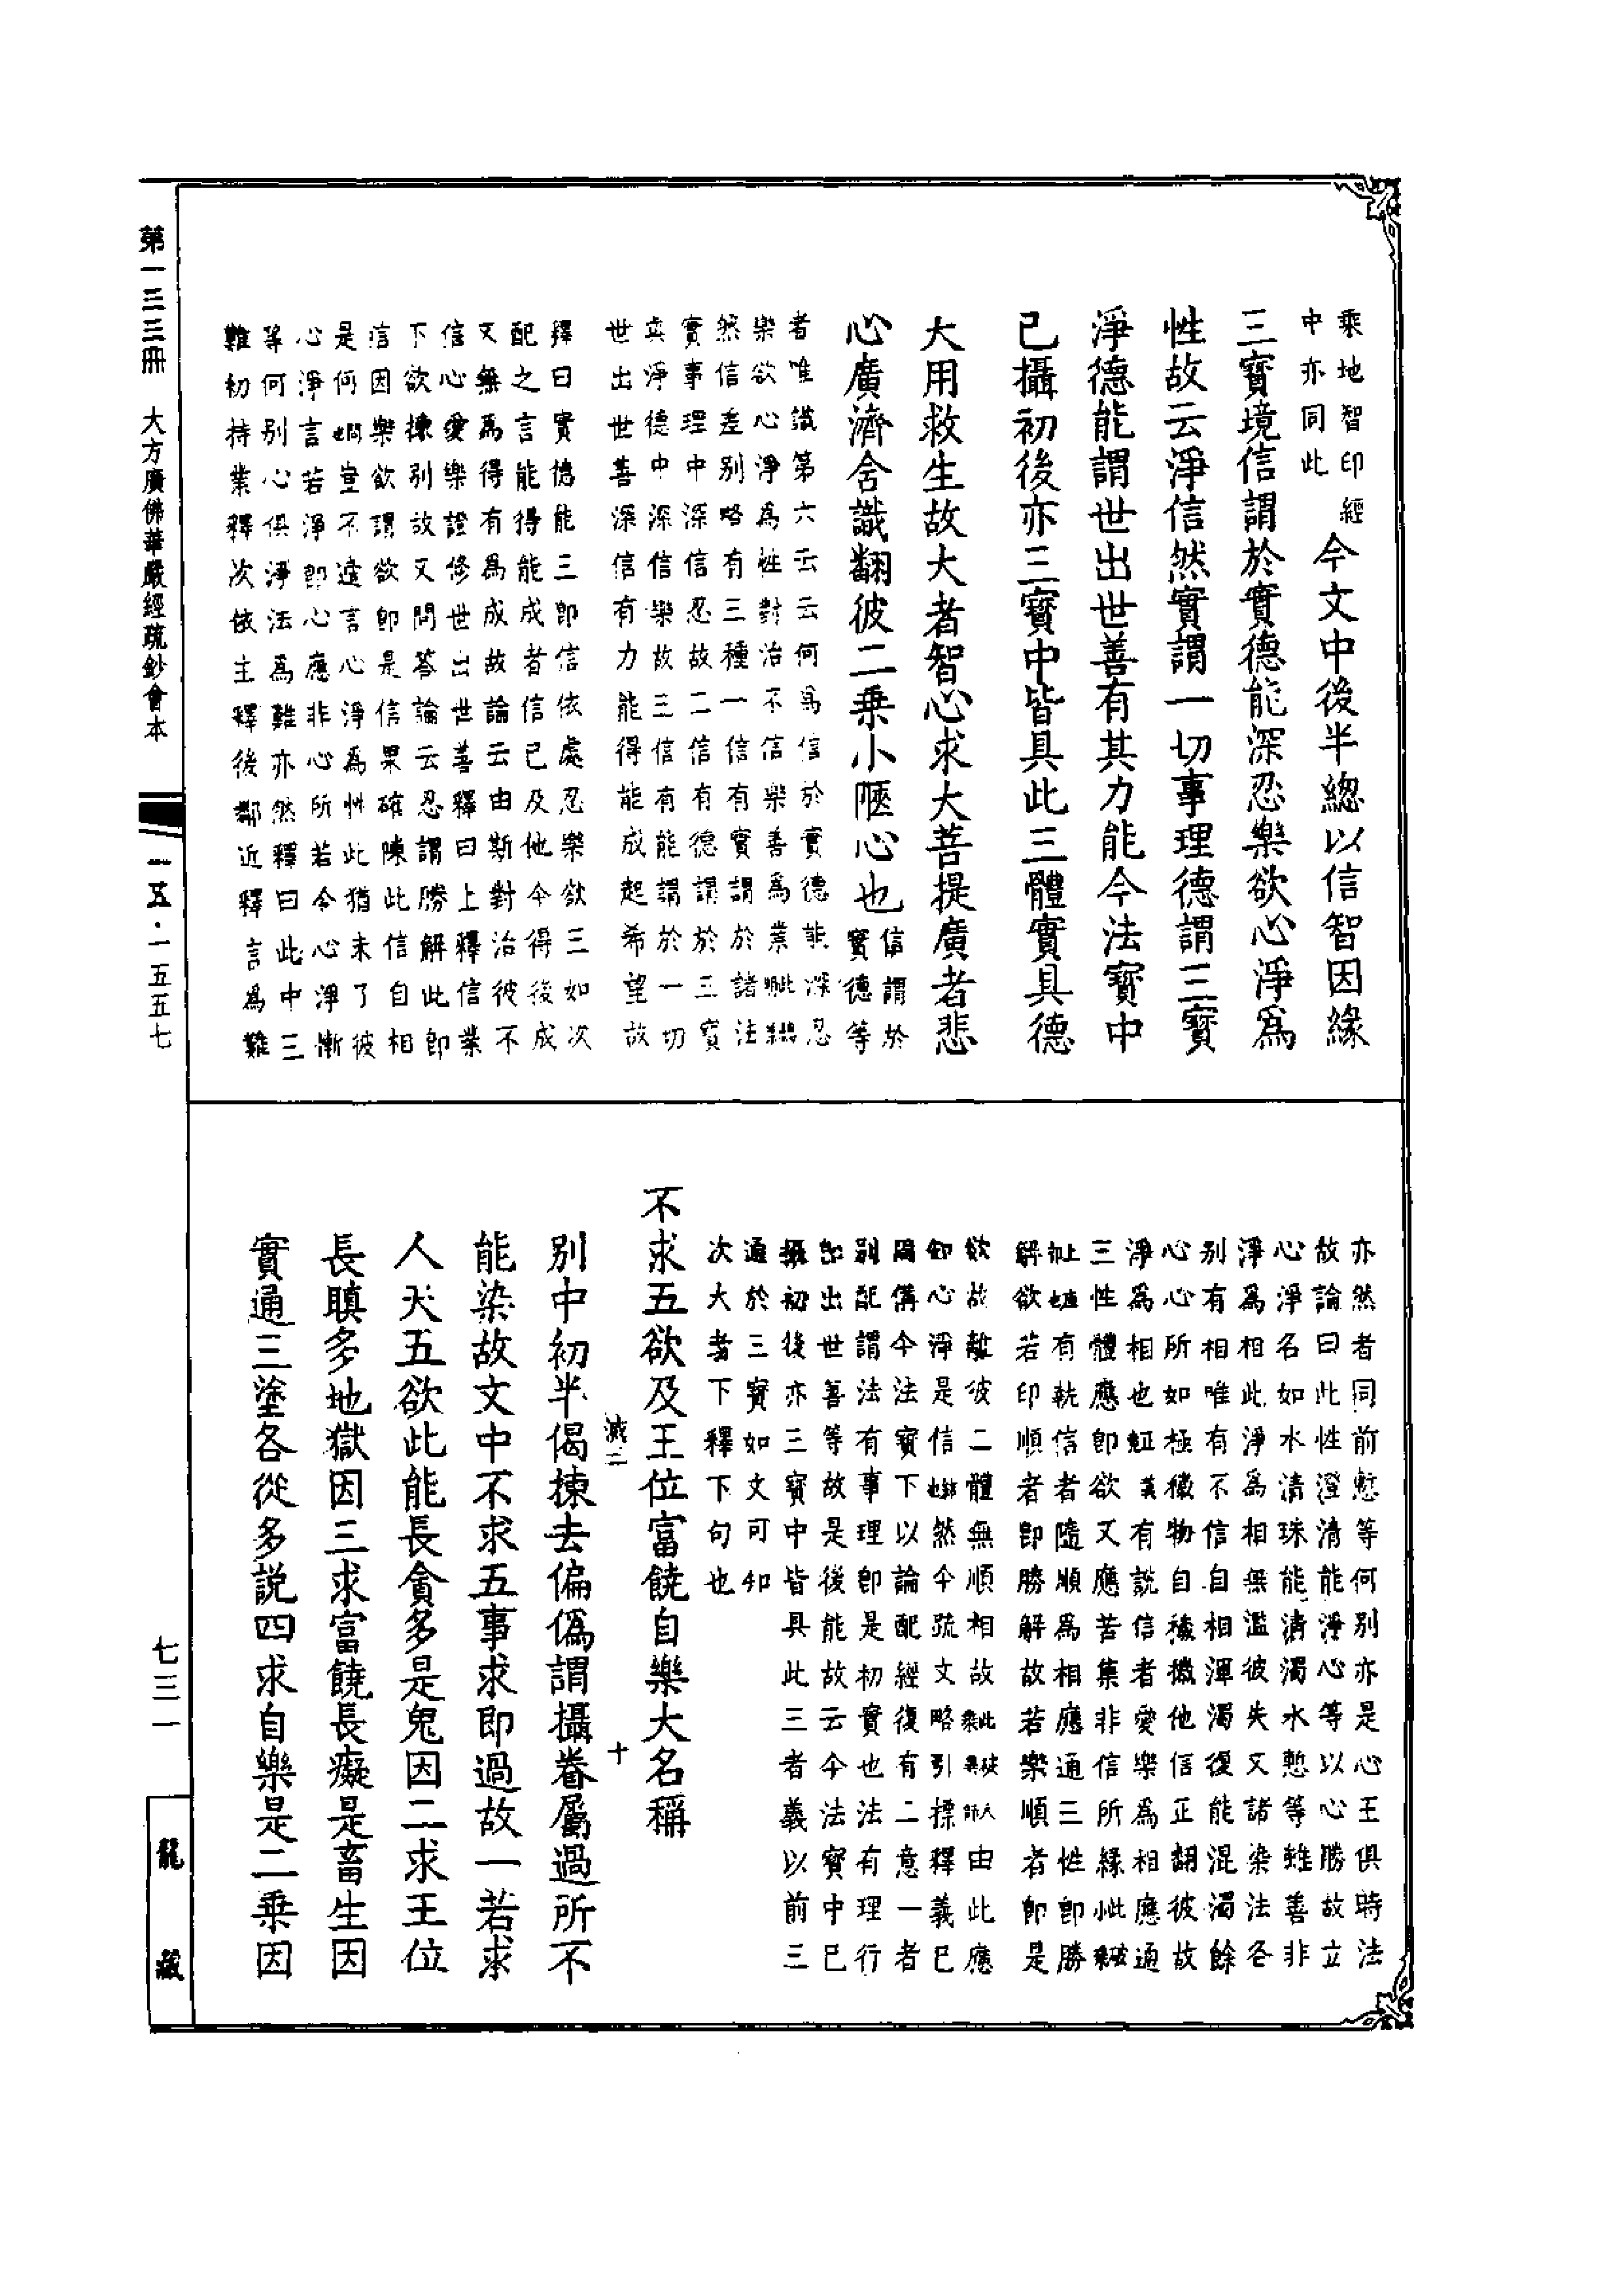 乘地智印經
中亦同此
今文中後半總以信智因緣
三寶境信謂於實德能深忍樂欲心淨爲
性故云淨信然實謂一切事理德謂三寶
淨德能謂世出世善有其力能今法寶中
已攝初後亦三寶中皆具此三體實具德
大用救生故大者智心求大菩提廣者悲
心廣濟含識翻彼二乘小陿心也
信謂於
實德等
者唯識第六云云何爲信於實德能深忍
樂欲心淨爲性對治不信樂善爲業
然信差別略有三種一信有實謂於諸法
實事理中深信忍故二信有德謂於三寶
真淨德中深信樂故三信有能謂於一切
世出世善深信有力能得能成起希望故
釋曰實德能三即信依處忍樂欲三如次
配之言能得能成者信已及他今得後成
又無爲得有爲成故論云由斯對治彼不
信心愛樂證修世出世善釋曰上釋信業
下欲揀別故又問答論云忍謂勝解此即
信因樂欲謂欲即是信果確陳此信自相
是何豈不適言心淨爲性此猶未了彼
心淨言若淨即心應非心所若令心淨慚
等何別心俱淨法爲難亦然釋曰此中三
難初持業釋次依主釋後鄰近釋言爲難
亦然者同前慙等何別亦是心王俱時法
故論曰此性澄清能淨心等以心勝故立
心淨名如水清珠能清濁水慙等雖善非
淨爲相此淨爲相無濫彼失又諸染法各
別有相唯有不信自相渾濁復能混濁餘
心心所如極穢物自穢穢他信正翻彼故
淨爲相也有說信者愛樂爲相應通
三性體應即欲又應苦集非信所緣
有執信者隨順爲相應通三性即勝
解欲若印順者即勝解故若樂順者即是
欲故離彼二體無順相故由此應
知心淨是信然今疏文略引標釋義已
周備今法寶下以論配經復有二意一者
別配謂法有事理即是初實也法有理行
即出世善等故是後能故云今法寶中已
攝初後亦三寶中皆具此三者義以前三
通於三寶如文可知
次大者下釋下句也
不求五欲及王位富饒自樂大名稱
滅二
十
別中初半偈揀去偏僞謂攝眷屬過所不
能染故文中不求五事求即過故一若求
人天五欲此能長貪多是鬼因二求王位
長瞋多地獄因三求富饒長癡是畜生因
實通三塗各從多説四求自樂是二乘因
第一三三冊　大方廣佛華嚴經疏鈔會本
一五·一五五七
七三一
龍藏